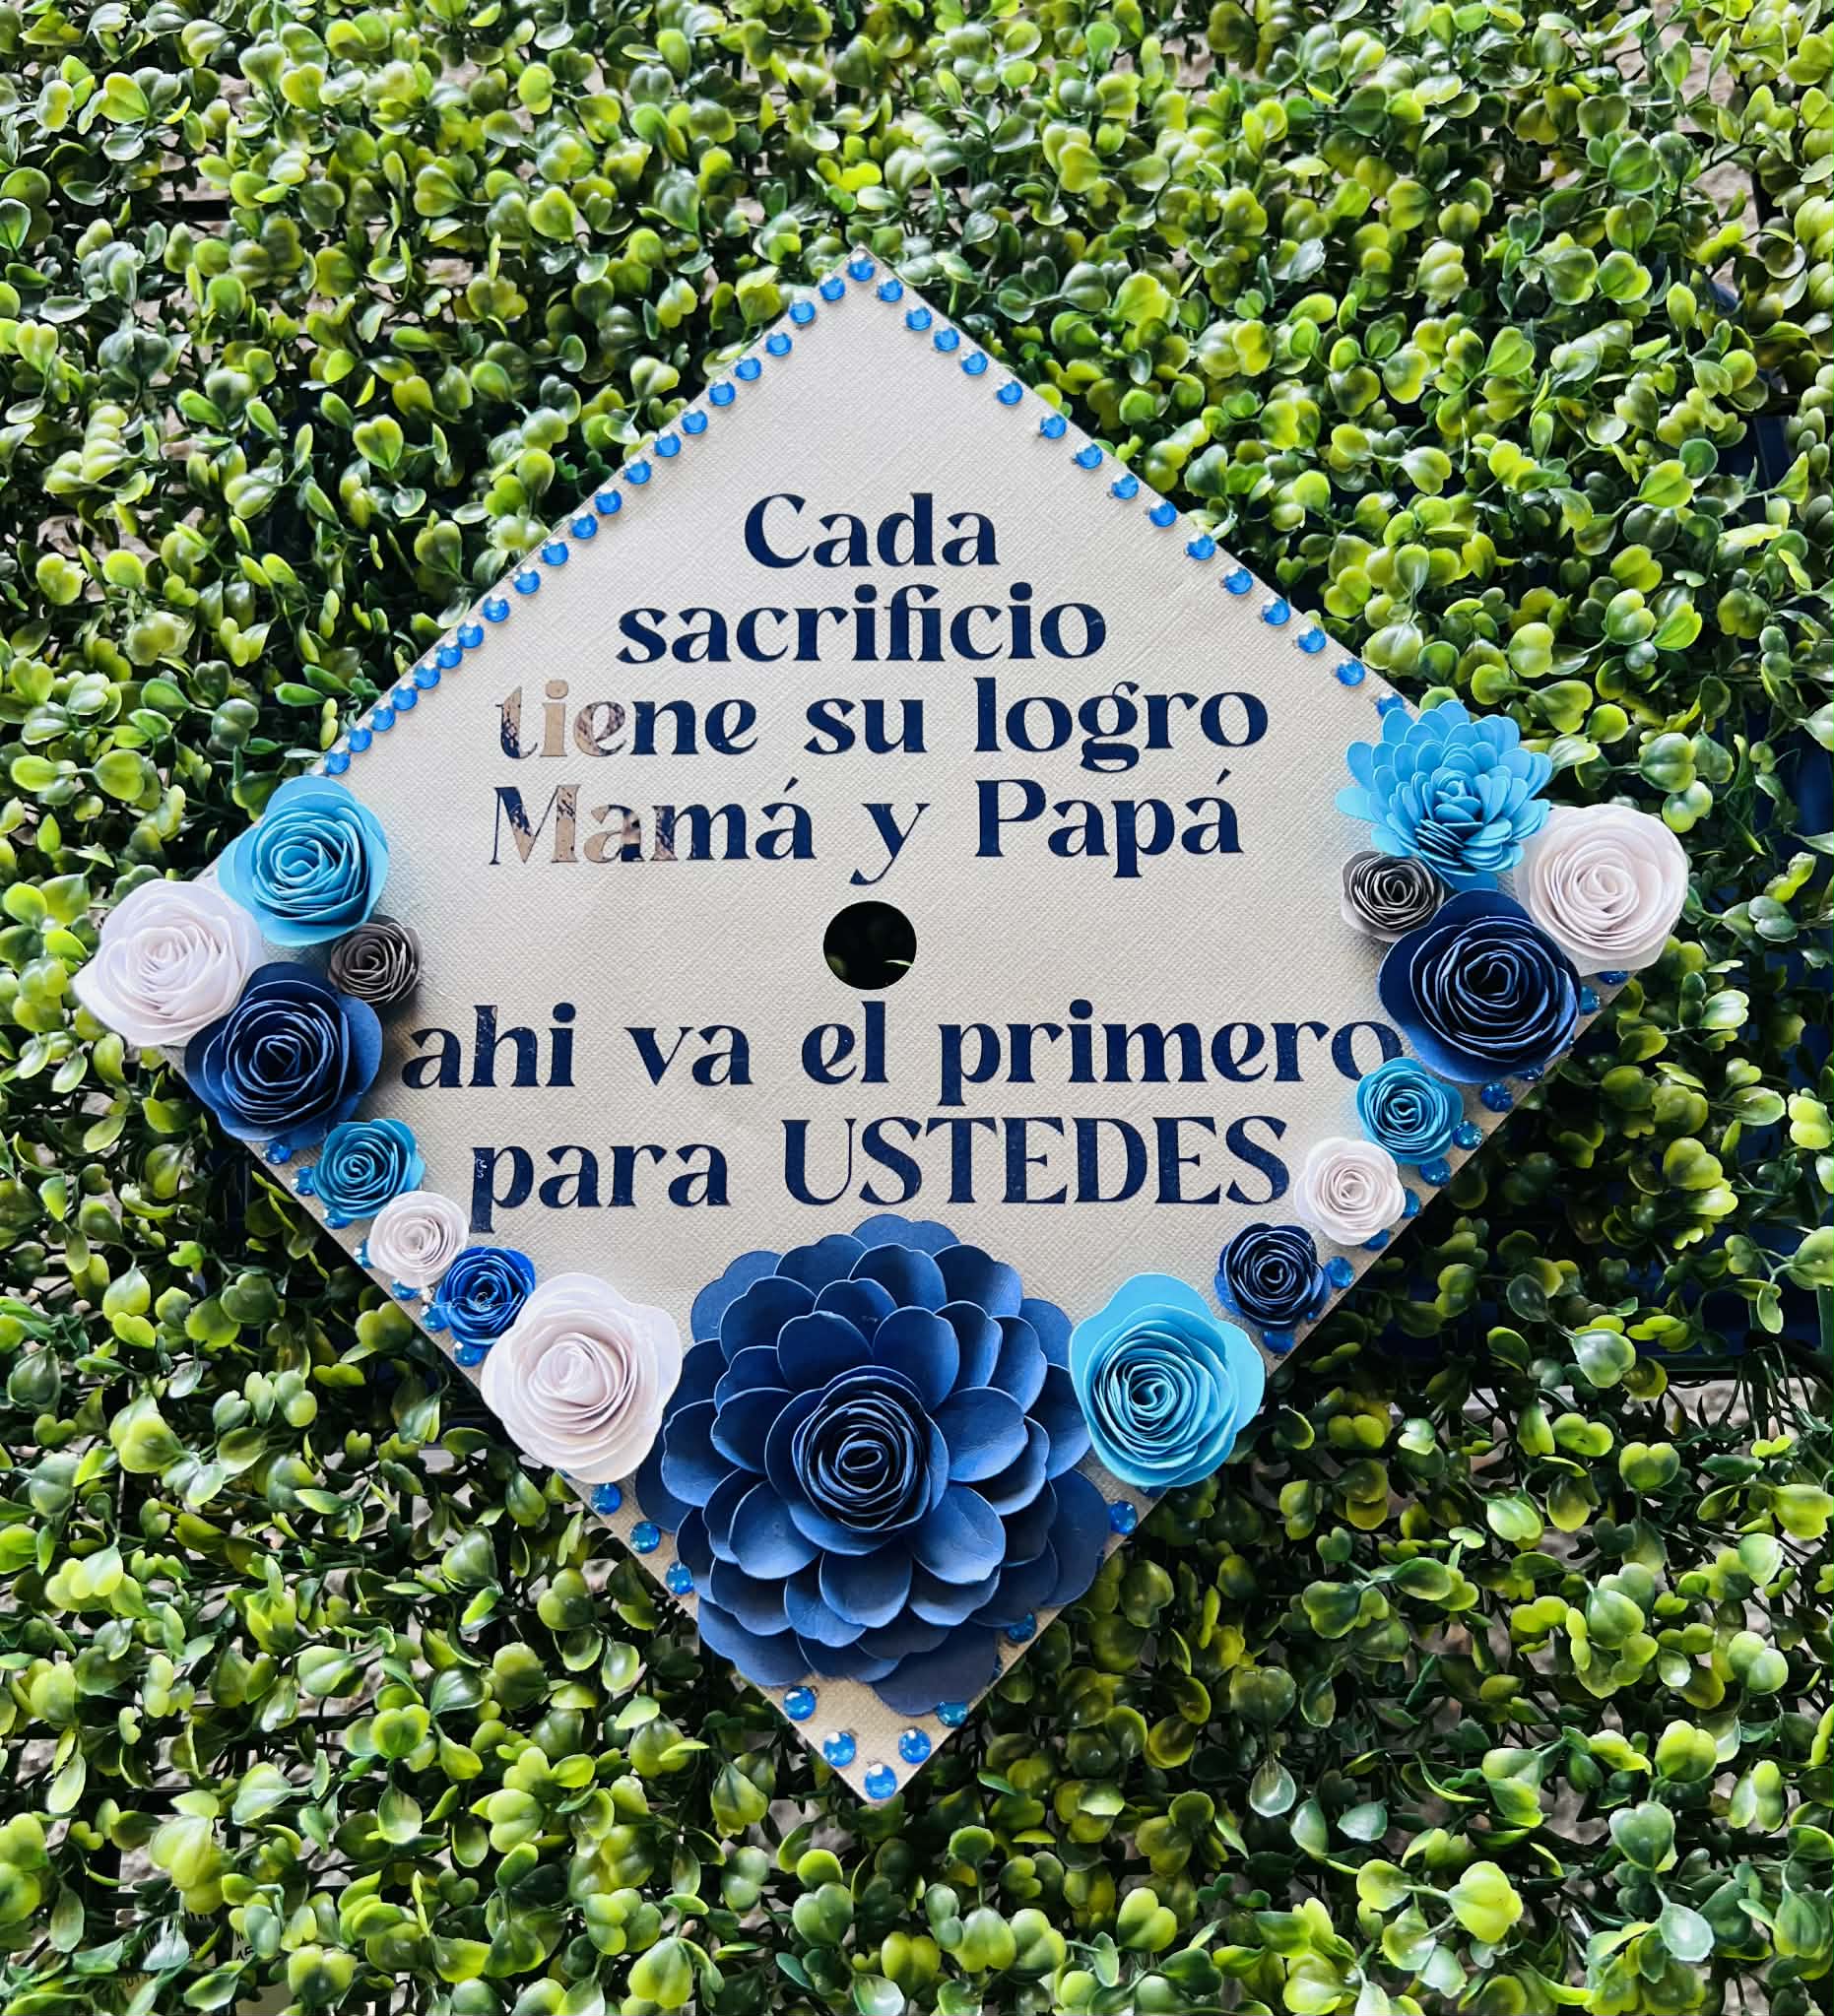 Cada
sacrificio
tiene su logro
Mamá y Papá
ahi va el primero
para USTEDES